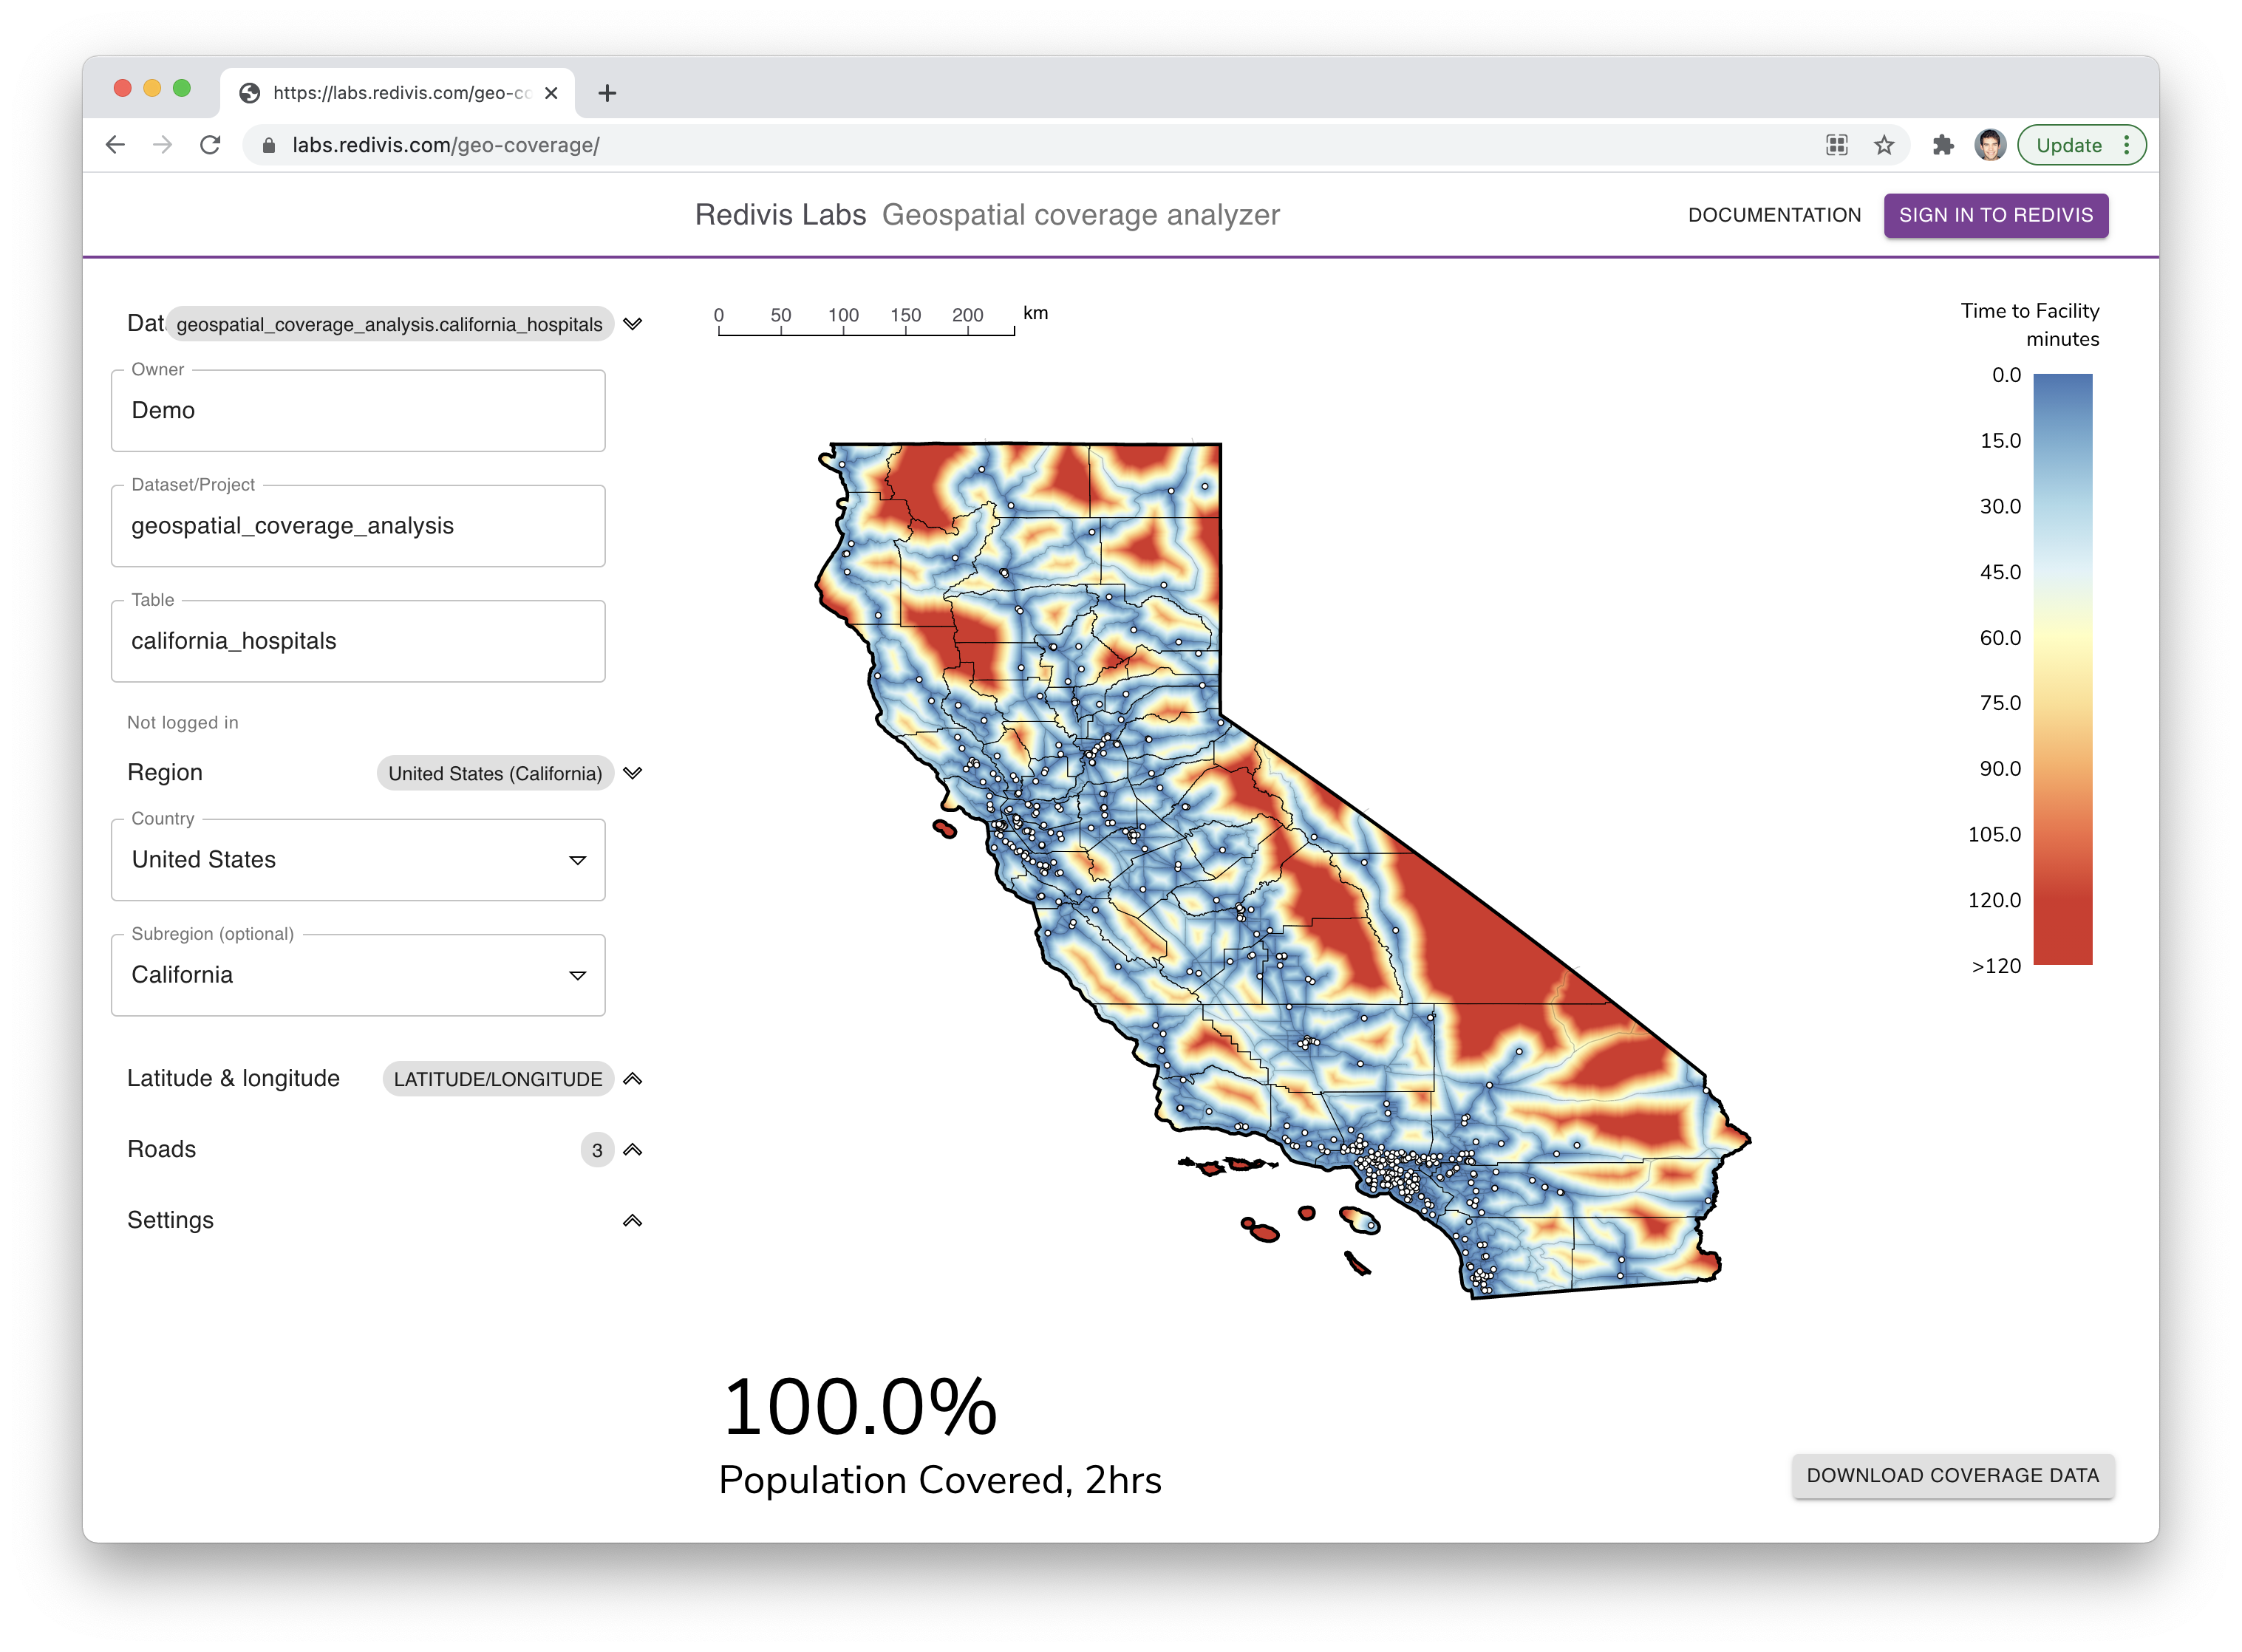 https://labs.redivis.com/geo-co
labs.redivis.com/geo-coverage/
Update
Redivis Labs Geospatial coverage analyzer
DOCUMENTATION
SIGN IN TO REDIVIS
Dat
geospatial_coverage_analysis.california_hospitals
Owner
Demo
Dataset/Project
geospatial_coverage_analysis
Table
california_hospitals
Not logged in
Region
United States (California)
Country
United States
Subregion (optional)
California
Latitude & longitude
LATITUDE/LONGITUDE
Roads
3
Settings
0 50 100 150 200 km
Time to Facility
minutes
0.0
15.0
30.0
45.0
60.0
75.0
90.0
105.0
120.0
>120
100.0%
Population Covered, 2hrs
DOWNLOAD COVERAGE DATA